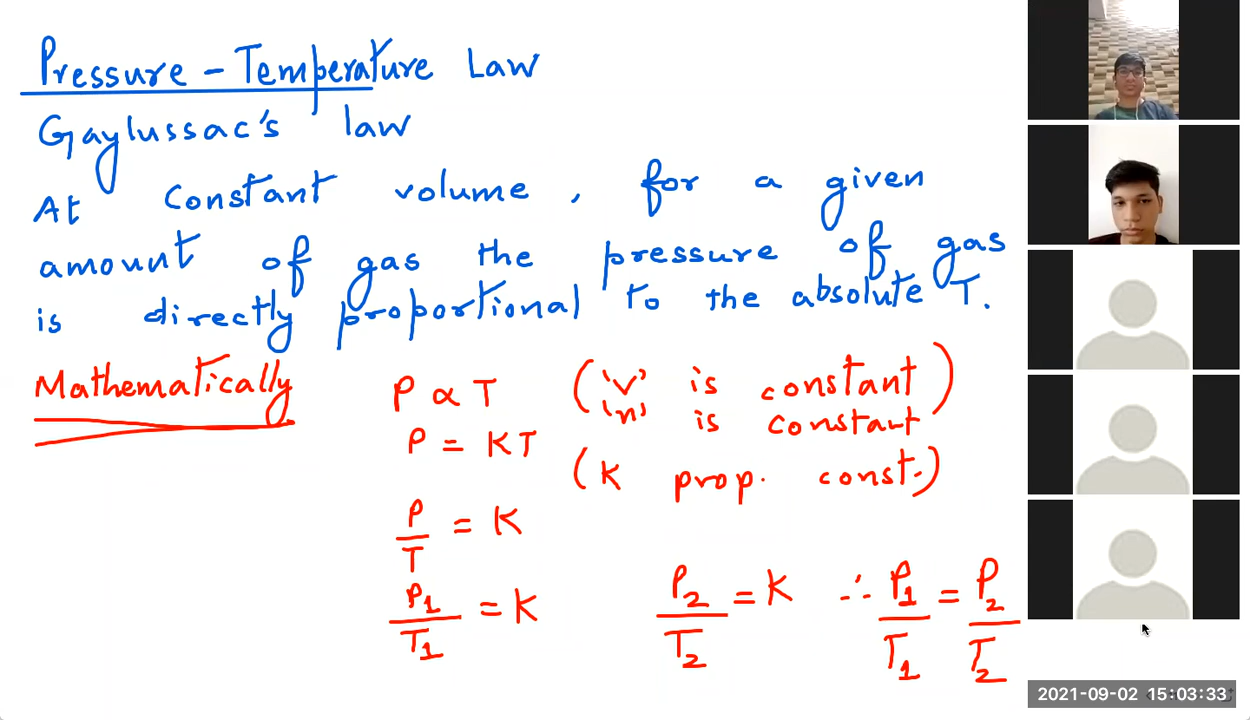 Pressure - Temperature Law
Gaylussac's law
At constant volume, for a given
amount of gas the pressure of gas
is directly proportional to the absolute T.
Mathematically P ∝ T ('V' is constant
'n' is constant)
P = KT
(K prop. const.)
P/T = K
P₁/T₁ = K P₂/T₂ = K ∴ P₁/T₁ = P₂/T₂
2021-09-02 15:03:33